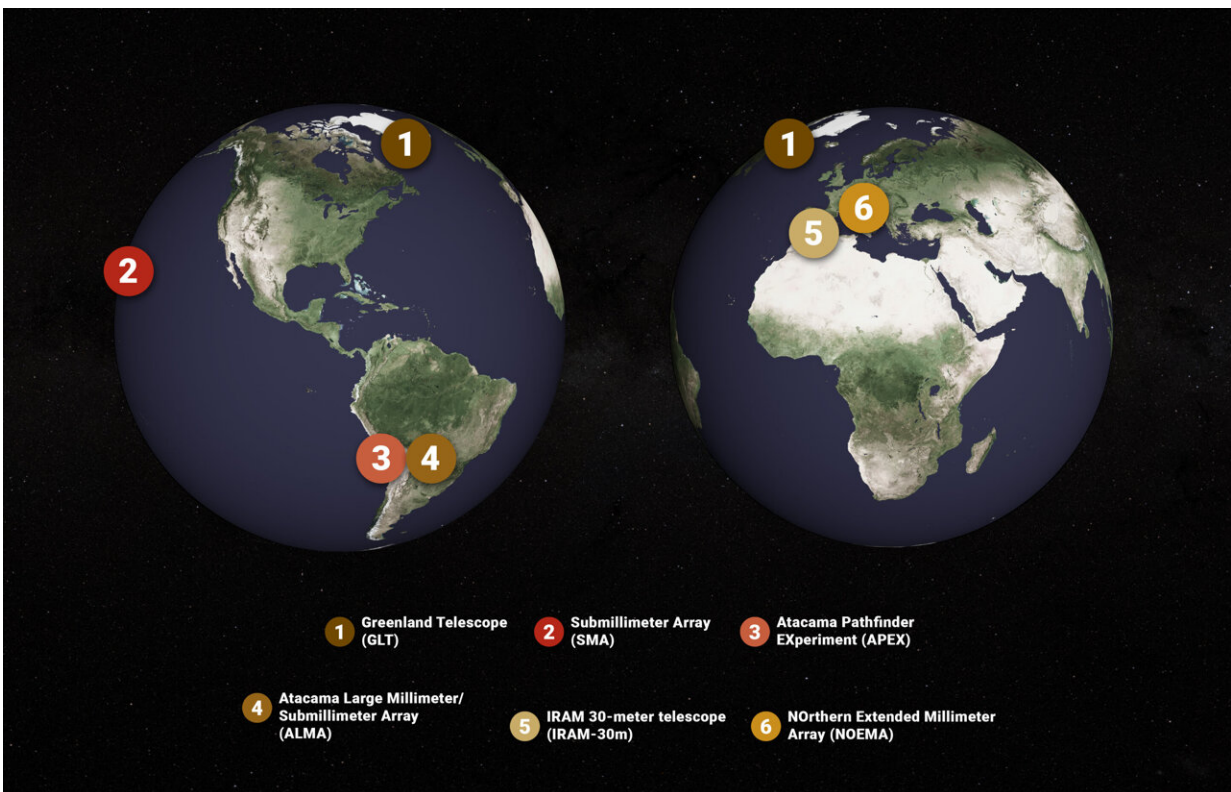 1
1
2
6
5
3
4
1 Greenland Telescope
(GLT)
2 Submillimeter Array
(SMA)
3 Atacama Pathfinder
EXperiment (APEX)
4 Atacama Large Millimeter/
Submillimeter Array
(ALMA)
5 IRAM 30-meter telescope
(IRAM-30m)
6 NOrthern Extended Millimeter
Array (NOEMA)